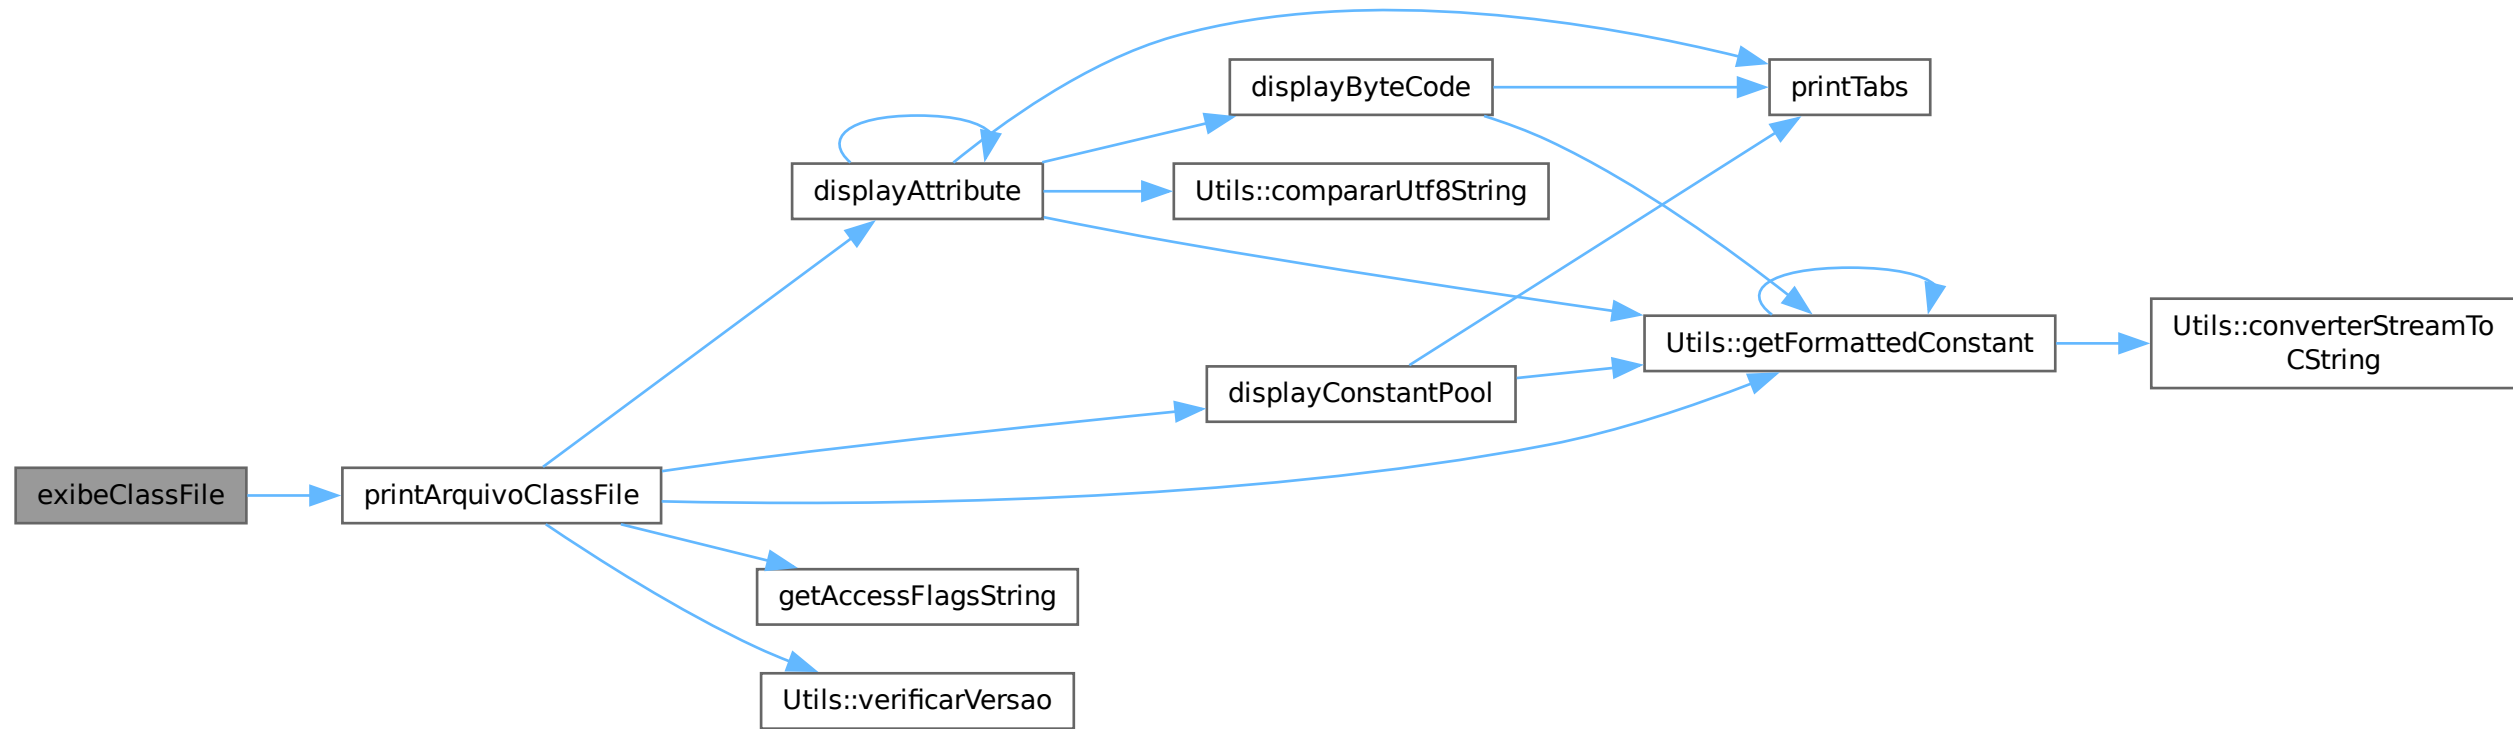 displayByteCode
printTabs
displayAttribute
Utils::compararUtf8String
Utils::getFormattedConstant
Utils::converterStreamTo
CString
displayConstantPool
exibeClassFile
printArquivoClassFile
getAccessFlagsString
Utils::verificarVersao